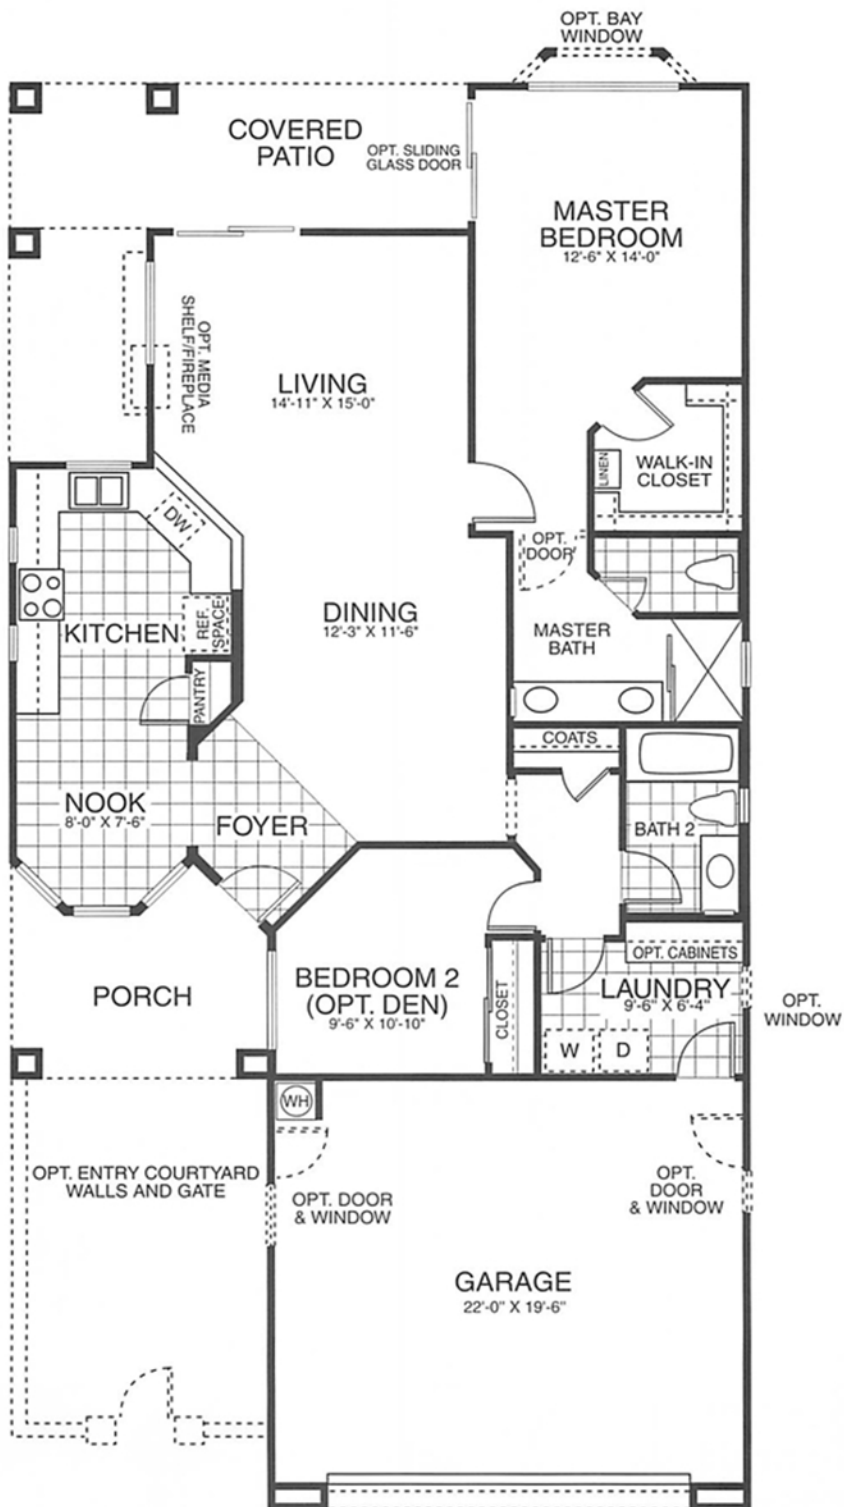 OPT. BAY
WINDOW
COVERED
PATIO
OPT. SLIDING
GLASS DOOR
MASTER
BEDROOM
12'-6" X 14'-0"
OPT. MEDIA
SHELF/FIREPLACE
LIVING
14'-11" X 15'-0"
LINEN
WALK-IN
CLOSET
DW
OPT.
DOOR
REF.
SPACE
KITCHEN
DINING
12'-3" X 11'-6"
MASTER
BATH
PANTRY
COATS
NOOK
8'-0" X 7'-6"
FOYER
BATH 2
OPT. CABINETS
PORCH
BEDROOM 2
(OPT. DEN)
9'-6" X 10'-10"
CLOSET
LAUNDRY
9'-6" X 6'-4"
OPT.
WINDOW
W
D
WH
OPT. ENTRY COURTYARD
WALLS AND GATE
OPT. DOOR
& WINDOW
OPT.
DOOR
& WINDOW
GARAGE
22'-0" X 19'-6"